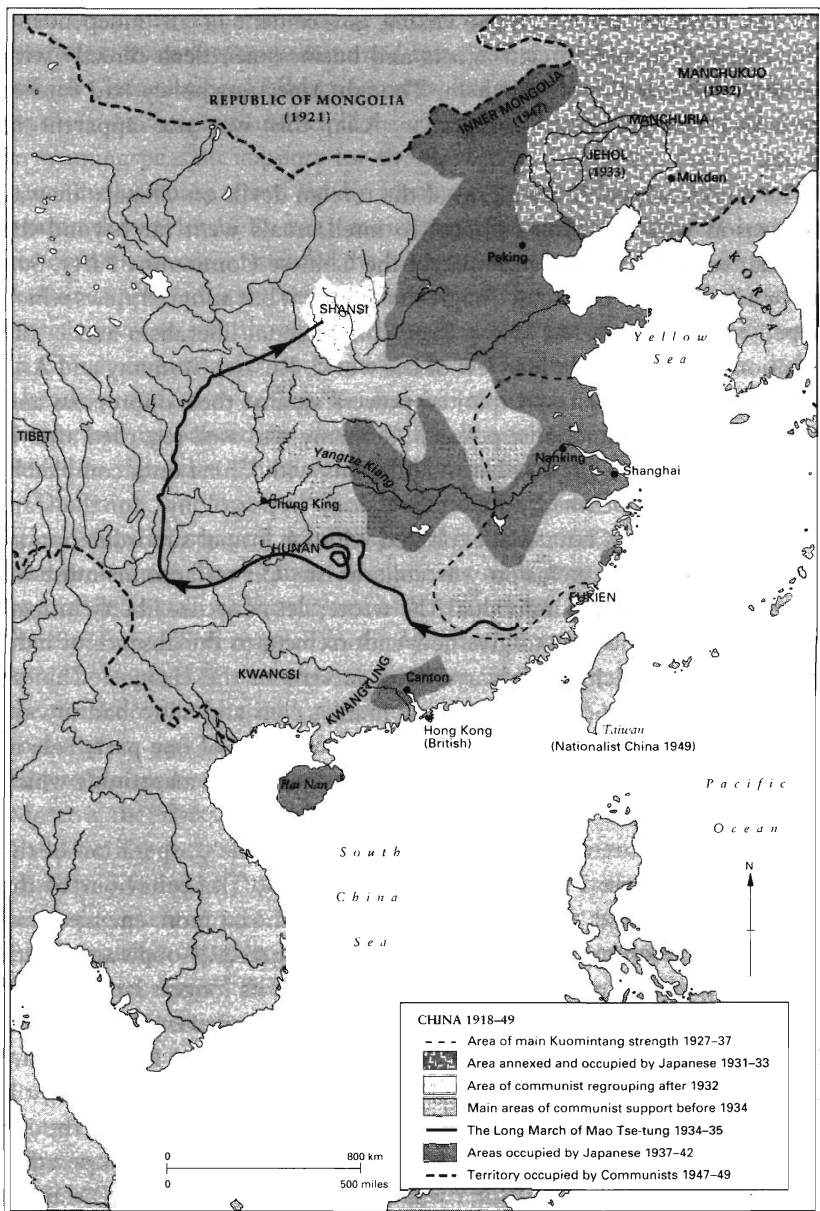 MANCHUKUO
(1932)
REPUBLIC OF MONGOLIA
(1921)
INNER MONGOLIA
(1947)
MANCHURIA
JEHOL
(1933)
Mukden
Peking
KOREA
SHANSI
Yellow
Sea
TIBET
Yangtze Kiang
Nanking
Shanghai
Chung King
HUNAN
FUKIEN
KWANGSI
KWANGTUNG
Canton
Hong Kong
(British)
Taiwan
(Nationalist China 1949)
Hai Nan
Pacific
Ocean
South
China
Sea
N
CHINA 1918–49
Area of main Kuomintang strength 1927–37
Area annexed and occupied by Japanese 1931–33
Area of communist regrouping after 1932
Main areas of communist support before 1934
The Long March of Mao Tse-tung 1934–35
Areas occupied by Japanese 1937–42
Territory occupied by Communists 1947–49
0 800 km
0 500 miles